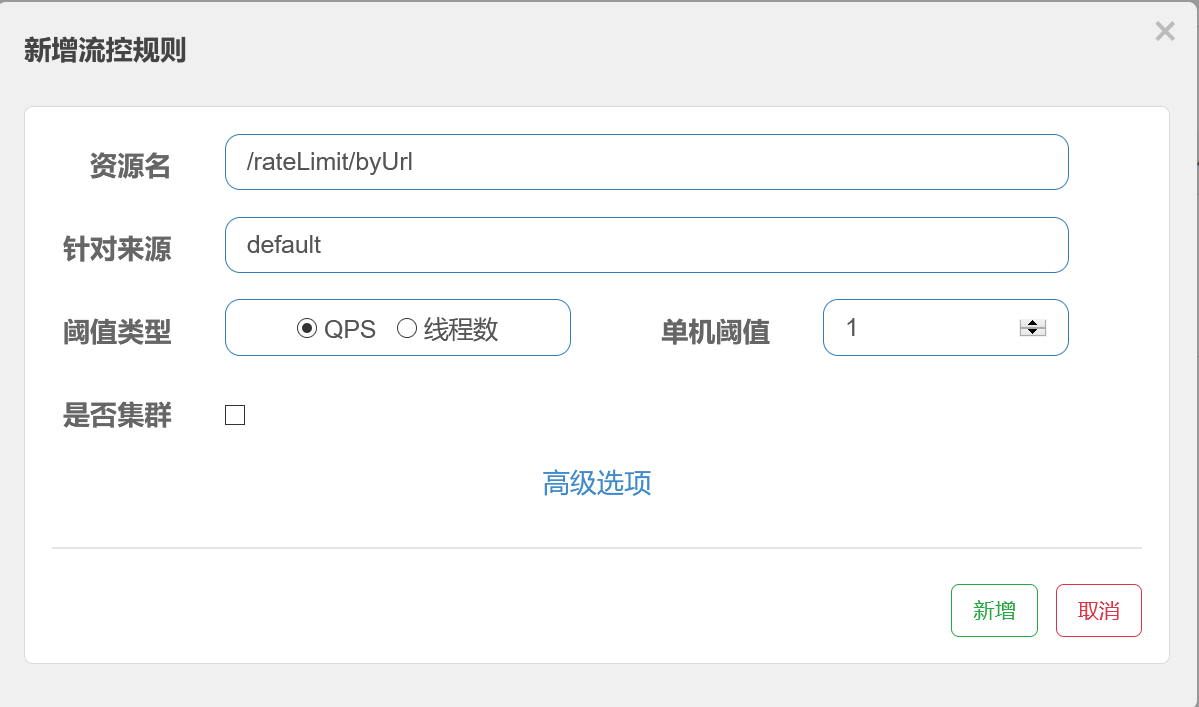 新增流控规则
×
资源名 /rateLimit/byUrl
针对来源 default
阈值类型 QPS 线程数 单机阈值 1
是否集群
高级选项
新增 取消